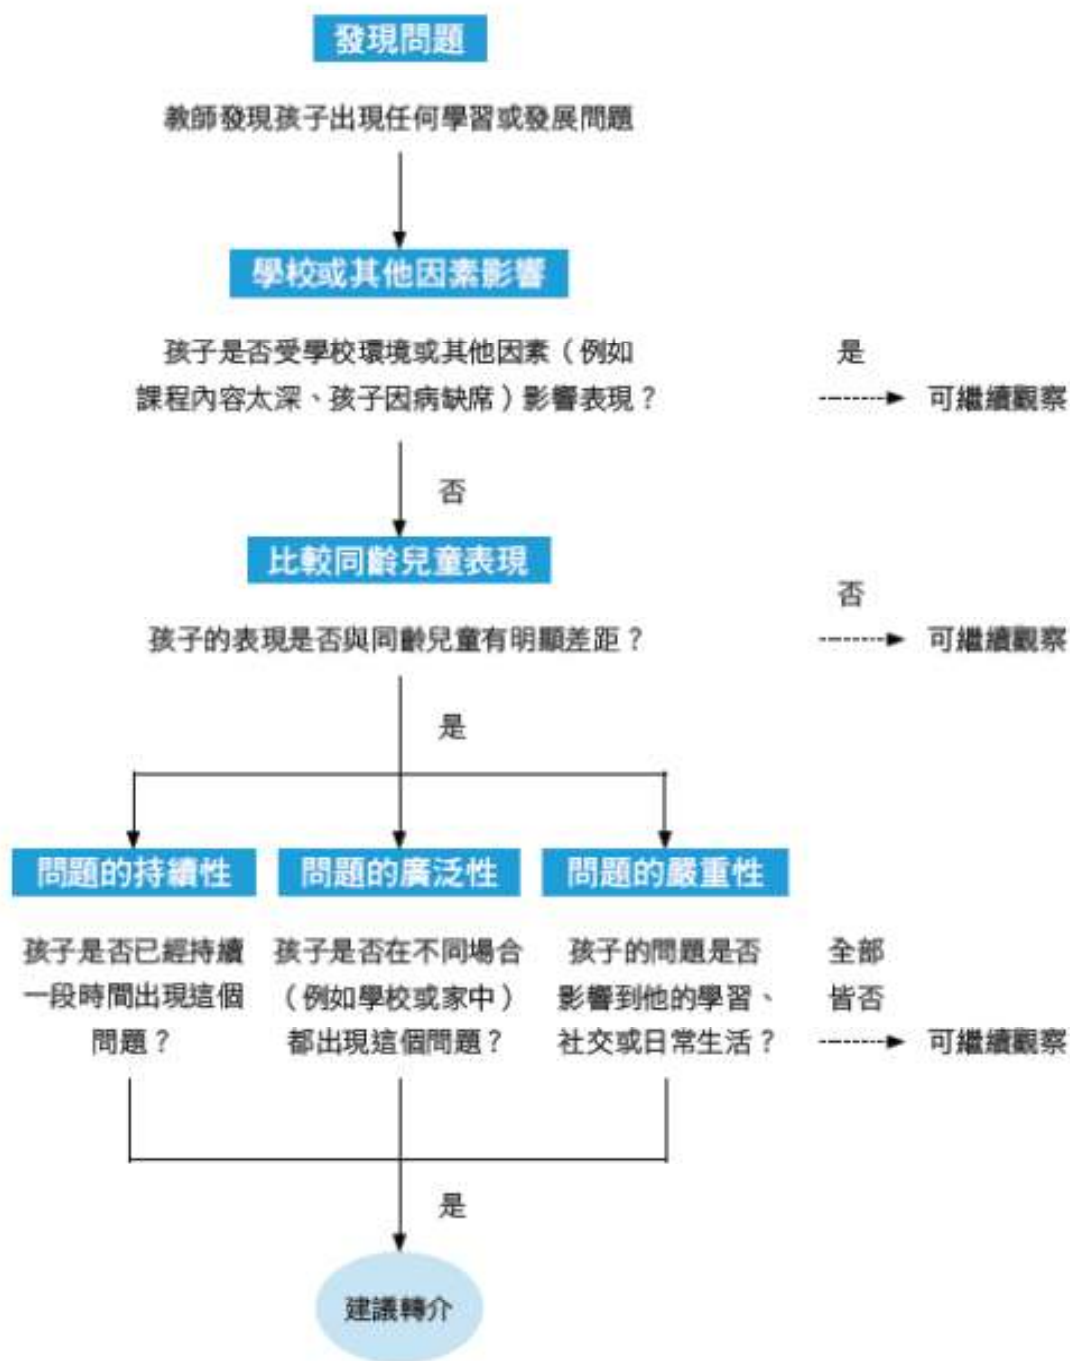 發現問題
教師發現孩子出現任何學習或發展問題
學校或其他因素影響
孩子是否受學校環境或其他因素（例如
課程內容太深、孩子因病缺席）影響表現？
是
可繼續觀察
否
比較同齡兒童表現
孩子的表現是否與同齡兒童有明顯差距？
否
可繼續觀察
是
問題的持續性
孩子是否已經持續
一段時間出現這個
問題？
問題的廣泛性
孩子是否在不同場合
（例如學校或家中）
都出現這個問題？
問題的嚴重性
孩子的問題是否
影響到他的學習、
社交或日常生活？
全部
皆否
可繼續觀察
是
建議轉介